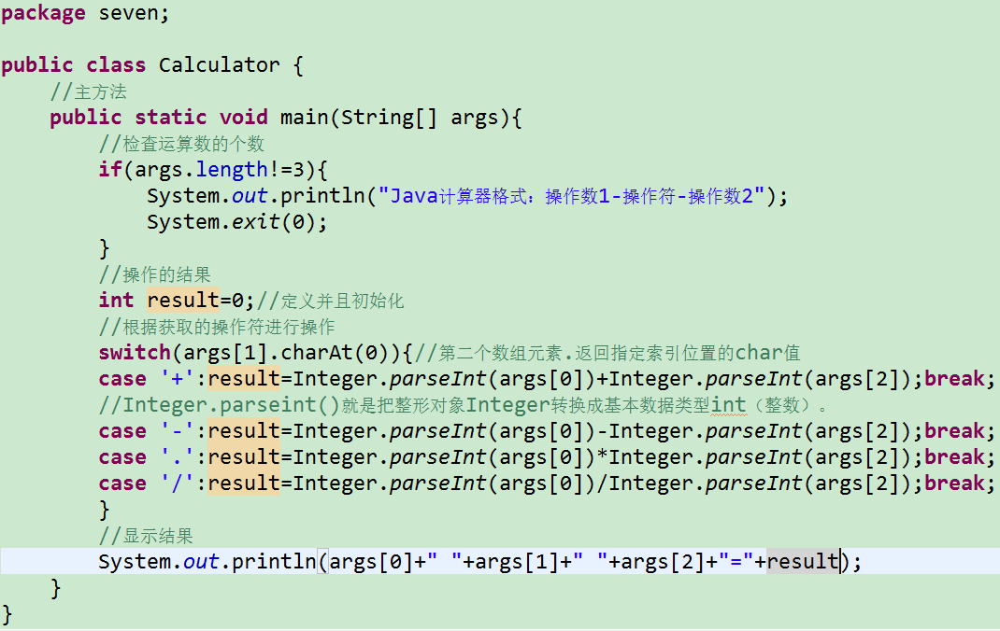 package seven;
public class Calculator {
//主方法
public static void main(String[] args){
//检查运算数的个数
if(args.length!=3){
System.out.println("Java计算器格式：操作数1-操作符-操作数2");
System.exit(0);
}
//操作的结果
int result=0;//定义并且初始化
//根据获取的操作符进行操作
switch(args[1].charAt(0)){//第二个数组元素.返回指定索引位置的char值
case '+':result=Integer.parseInt(args[0])+Integer.parseInt(args[2]);break;
//Integer.parseint()就是把整形对象Integer转换成基本数据类型int（整数）。
case '-':result=Integer.parseInt(args[0])-Integer.parseInt(args[2]);break;
case '.':result=Integer.parseInt(args[0])*Integer.parseInt(args[2]);break;
case '/':result=Integer.parseInt(args[0])/Integer.parseInt(args[2]);break;
}
//显示结果
System.out.println(args[0]+" "+args[1]+" "+args[2]+"="+result);
}
}